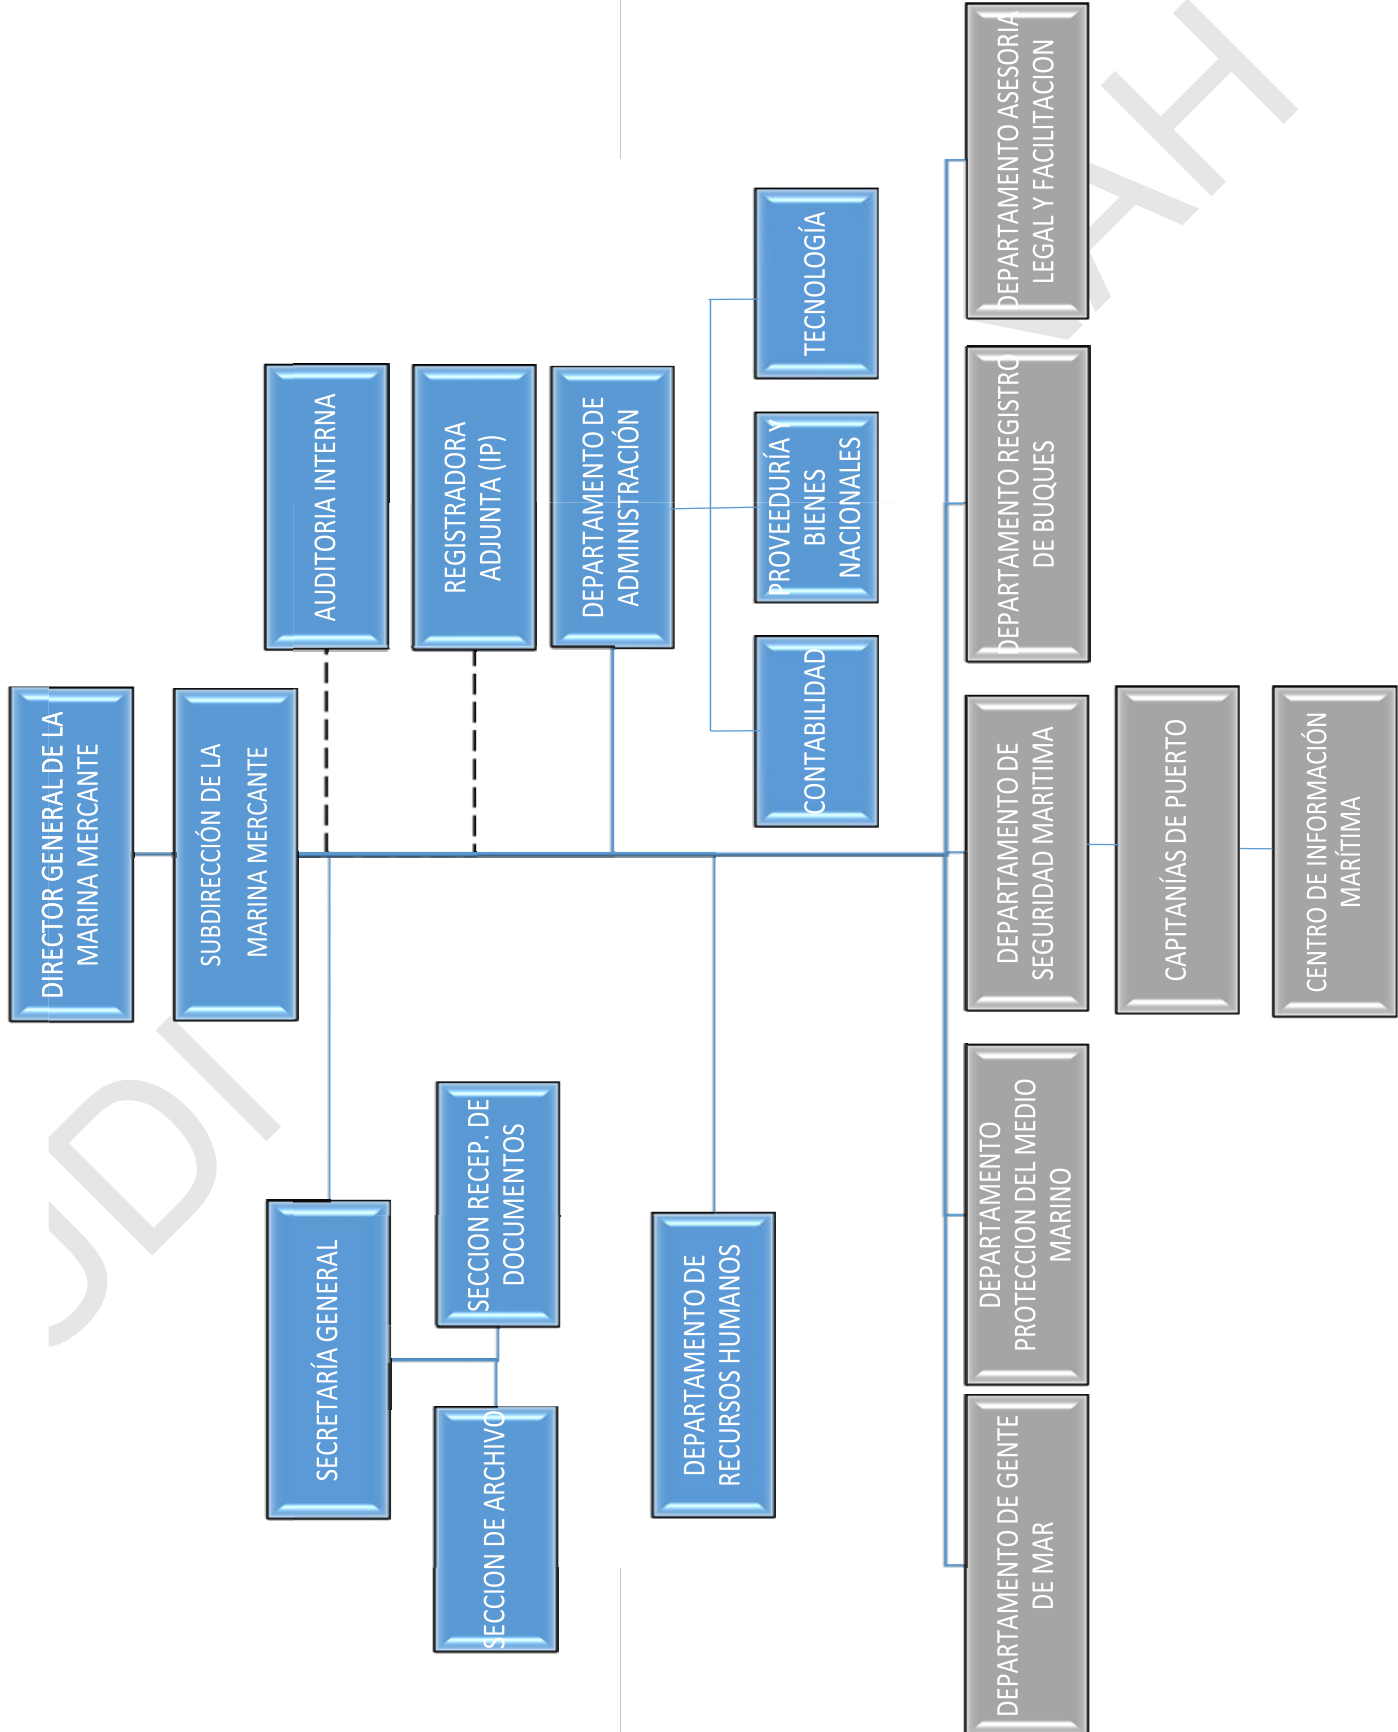 DIRECTOR GENERAL DE LA
MARINA MERCANTE
SUBDIRECCIÓN DE LA
MARINA MERCANTE
SECRETARÍA GENERAL
AUDITORIA INTERNA
SECCION DE ARCHIVO
SECCION RECEP. DE
DOCUMENTOS
REGISTRADORA
ADJUNTA (IP)
DEPARTAMENTO DE
ADMINISTRACIÓN
DEPARTAMENTO DE
RECURSOS HUMANOS
CONTABILIDAD
PROVEEDURÍA Y
BIENES
NACIONALES
TECNOLOGÍA
DEPARTAMENTO DE GENTE
DE MAR
DEPARTAMENTO
PROTECCION DEL MEDIO
MARINO
DEPARTAMENTO DE
SEGURIDAD MARITIMA
DEPARTAMENTO REGISTRO
DE BUQUES
DEPARTAMENTO ASESORIA
LEGAL Y FACILITACION
CAPITANÍAS DE PUERTO
CENTRO DE INFORMACIÓN
MARÍTIMA